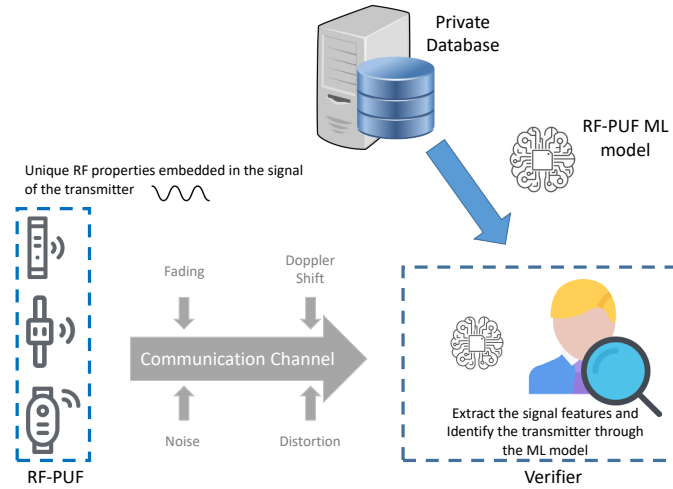 Private
Database
RF-PUF ML
model
Unique RF properties embedded in the signal
of the transmitter
Fading
Doppler
Shift
Communication Channel
Noise
Distortion
Extract the signal features and
Identify the transmitter through
the ML model
RF-PUF
Verifier